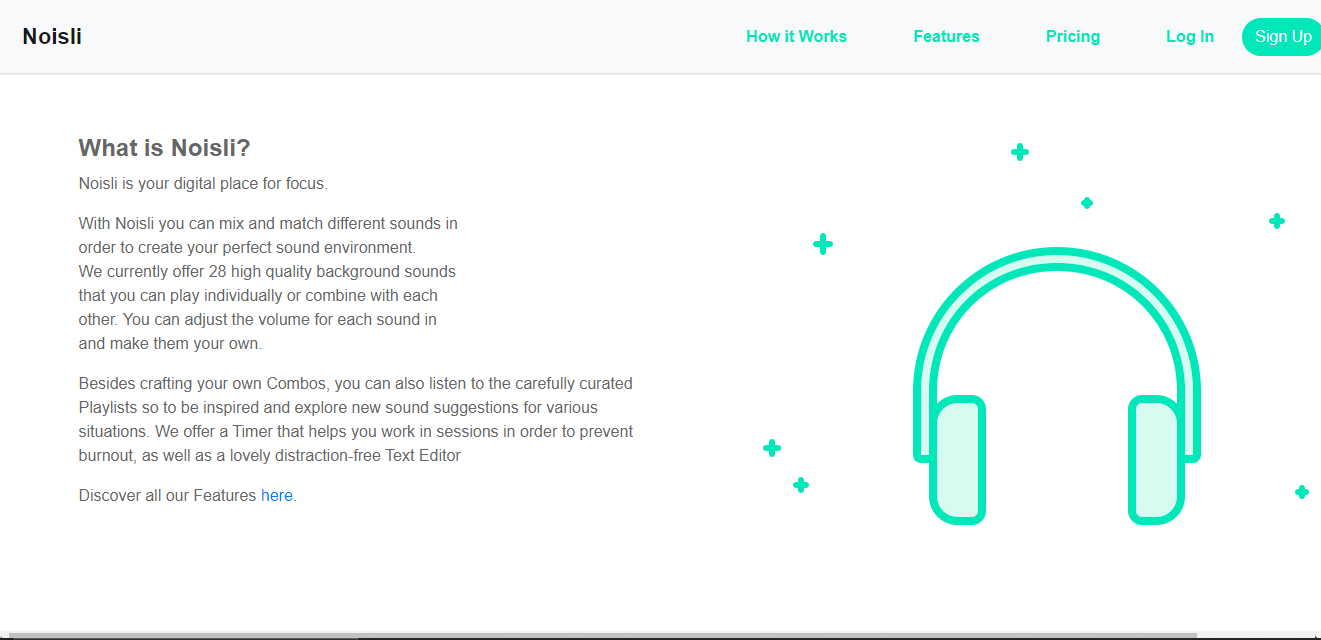 Noisli
How it Works
Features
Pricing
Log In
Sign Up
What is Noisli?
Noisli is your digital place for focus.
With Noisli you can mix and match different sounds in
order to create your perfect sound environment.
We currently offer 28 high quality background sounds
that you can play individually or combine with each
other. You can adjust the volume for each sound in
and make them your own.
Besides crafting your own Combos, you can also listen to the carefully curated
Playlists so to be inspired and explore new sound suggestions for various
situations. We offer a Timer that helps you work in sessions in order to prevent
burnout, as well as a lovely distraction-free Text Editor
Discover all our Features here.